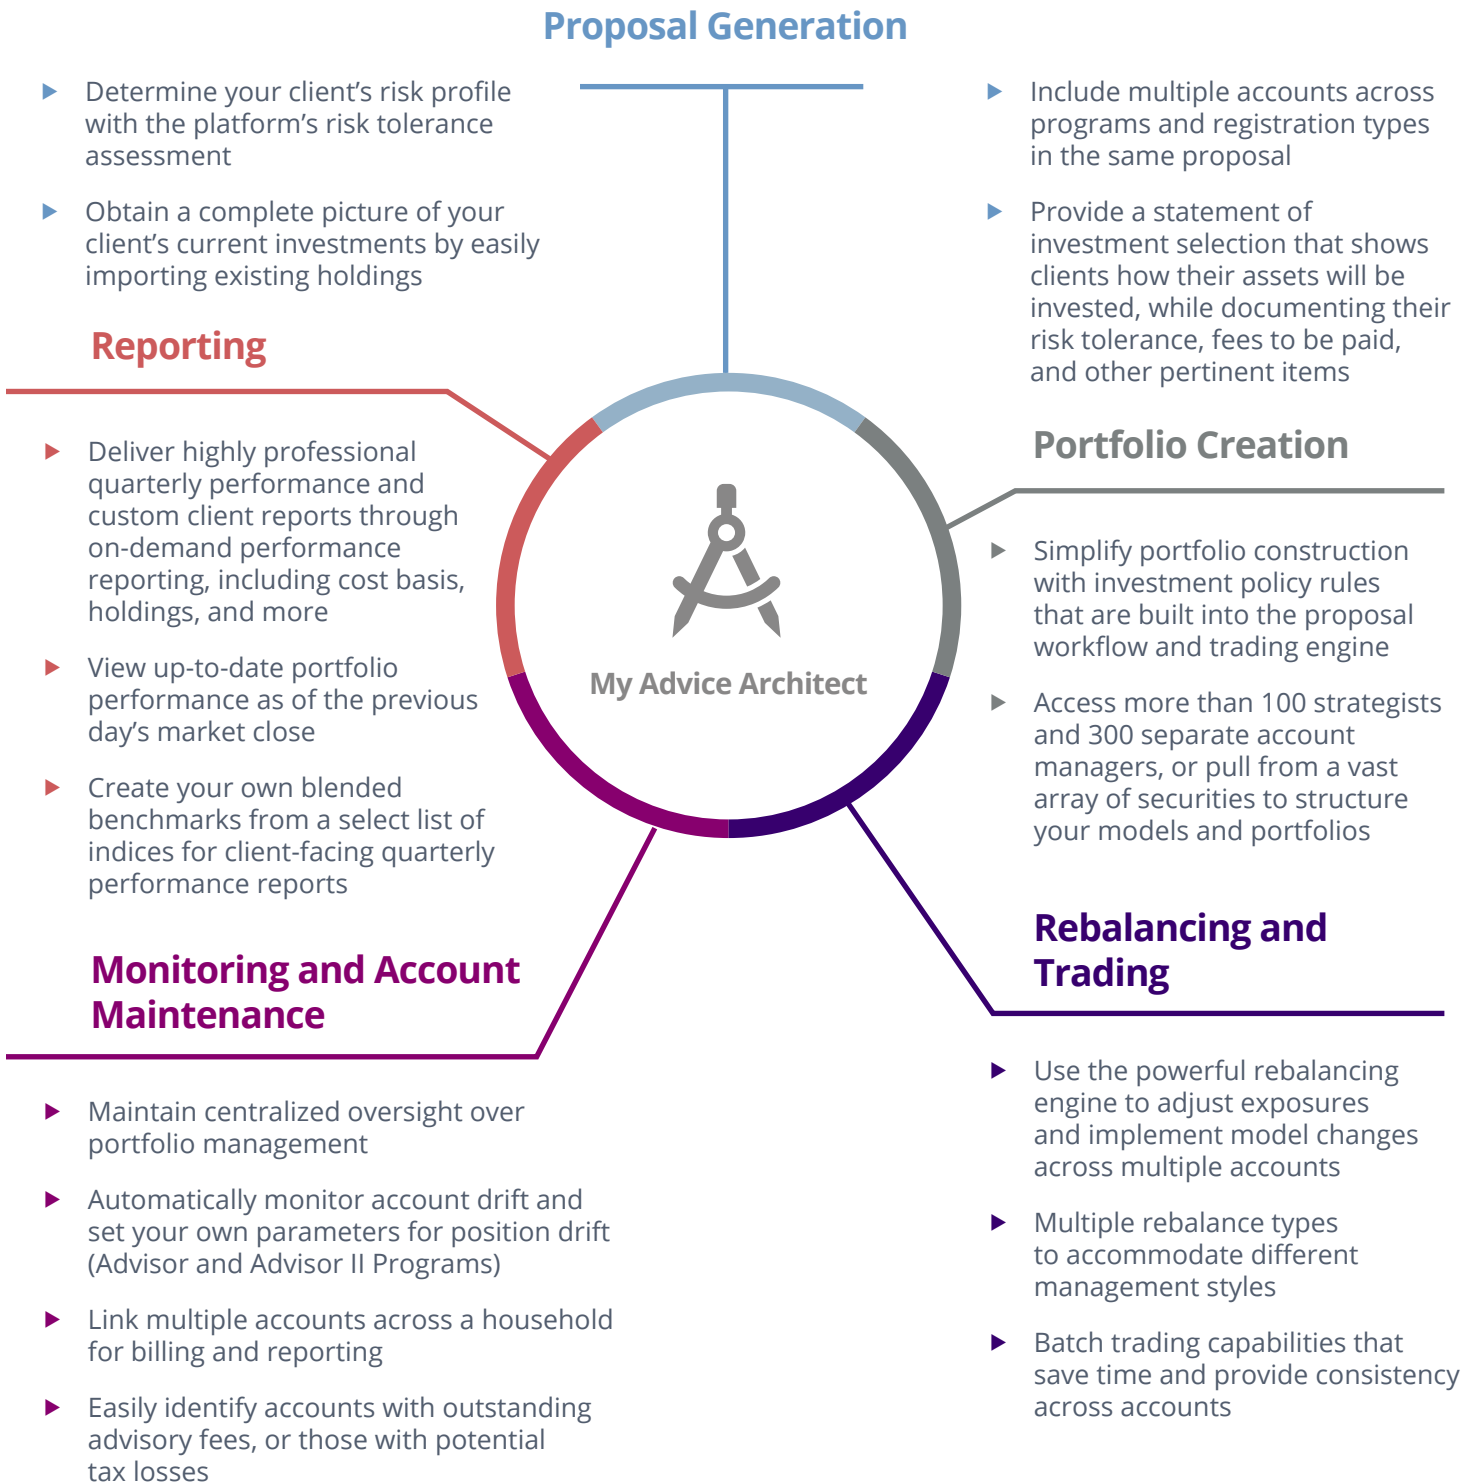 Proposal Generation
Determine your client's risk profile
with the platform's risk tolerance
assessment
Obtain a complete picture of your
client's current investments by easily
importing existing holdings
Include multiple accounts across
programs and registration types
in the same proposal
Provide a statement of
investment selection that shows
clients how their assets will be
invested, while documenting their
risk tolerance, fees to be paid,
and other pertinent items
Reporting
Deliver highly professional
quarterly performance and
custom client reports through
on-demand performance
reporting, including cost basis,
holdings, and more
View up-to-date portfolio
performance as of the previous
day's market close
Create your own blended
benchmarks from a select list of
indices for client-facing quarterly
performance reports
My Advice Architect
Portfolio Creation
Simplify portfolio construction
with investment policy rules
that are built into the proposal
workflow and trading engine
Access more than 100 strategists
and 300 separate account
managers, or pull from a vast
array of securities to structure
your models and portfolios
Monitoring and Account
Maintenance
Maintain centralized oversight over
portfolio management
Automatically monitor account drift and
set your own parameters for position drift
(Advisor and Advisor II Programs)
Link multiple accounts across a household
for billing and reporting
Easily identify accounts with outstanding
advisory fees, or those with potential
tax losses
Rebalancing and
Trading
Use the powerful rebalancing
engine to adjust exposures
and implement model changes
across multiple accounts
Multiple rebalance types
to accommodate different
management styles
Batch trading capabilities that
save time and provide consistency
across accounts